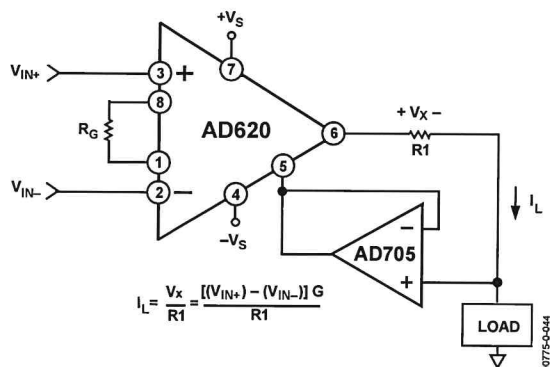 +VS
VIN+
3
+
7
8
RG
AD620
6
+ VX –
R1
1
5
VIN–
2
–
4
–VS
IL
–
AD705
+
IL = VX/R1 = [(VIN+) – (VIN–)] G/R1
LOAD
0775-0-044